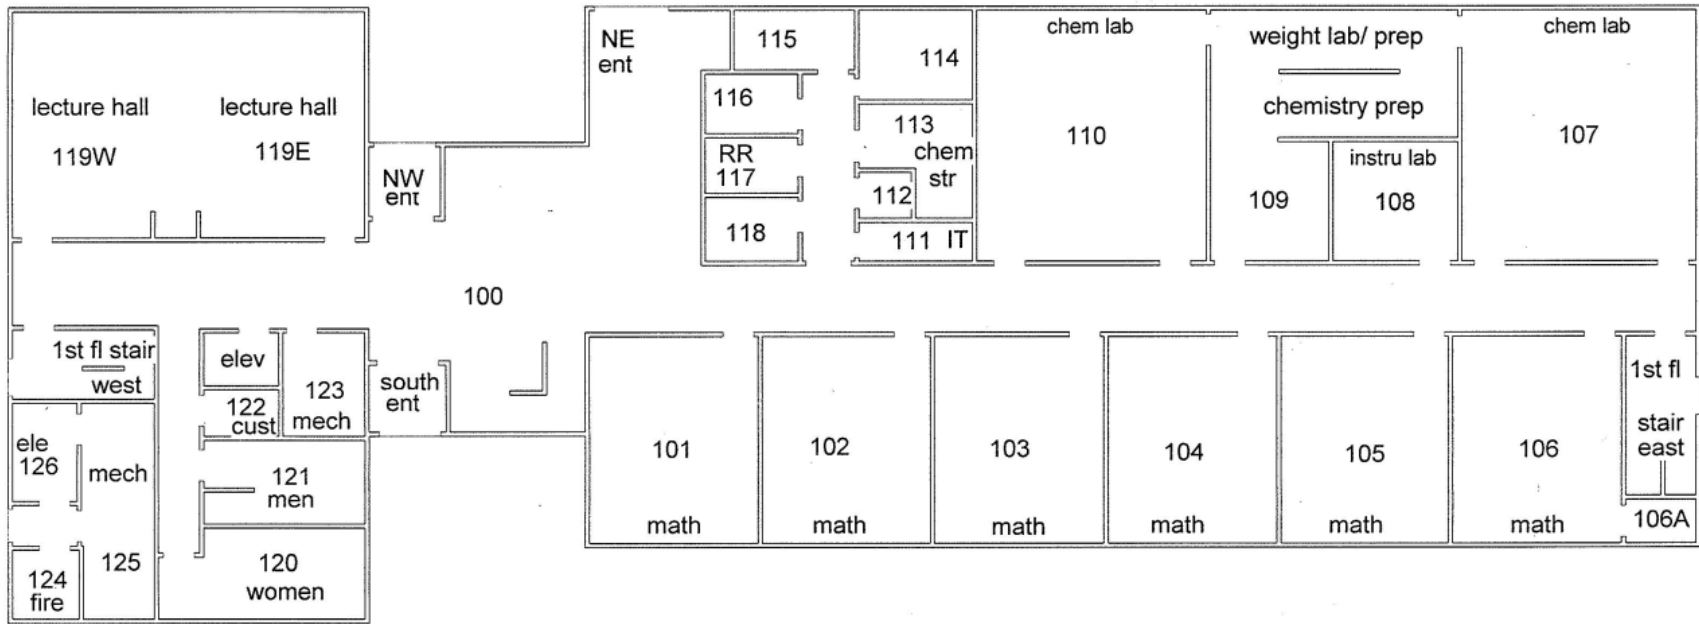 NE
ent
115
114
chem lab
weight lab/ prep
chem lab
lecture hall
119W
lecture hall
119E
116
113
chem
str
110
chemistry prep
107
NW
ent
RR
117
112
instru lab
109
108
118
111 IT
100
1st fl stair
west
elev
123
mech
south
ent
122
cust
1st fl
stair
east
ele
126
mech
121
men
101
102
103
104
105
106
math
math
math
math
math
math
106A
124
fire
125
120
women